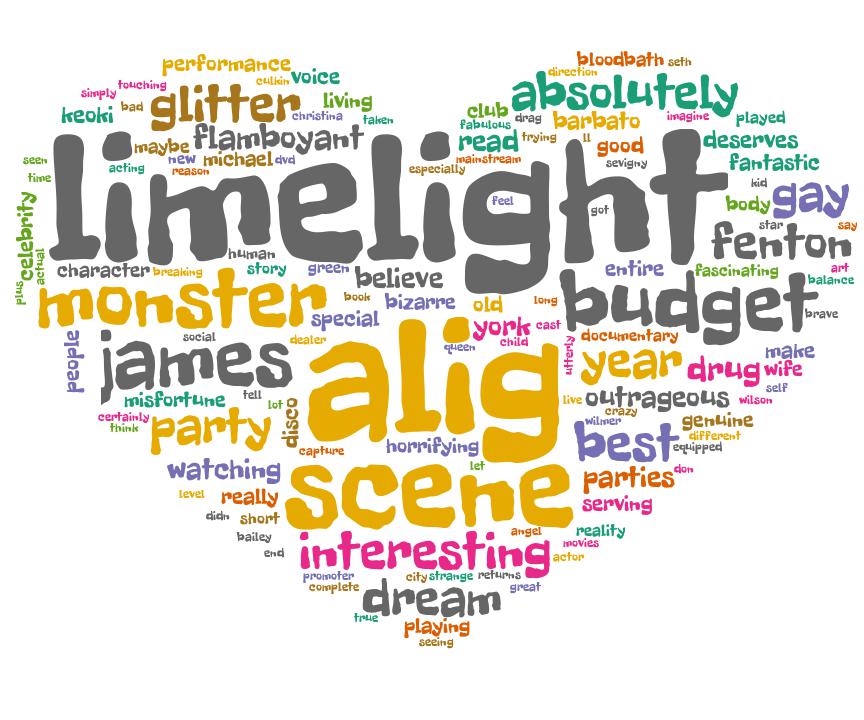 performance
culkin
voice
bloodbath
seth
direction
simply
touching
glitter
living
absolutely
keoki
bad
christina
taken
club
drag
barbato
imagine
played
fabulous
maybe
flamboyant
read
trying
ll
good
deserves
seen
acting
new
michael
dvd
reason
especially
mainstream
sevigny
fantastic
time
limelight
feel
got
kid
body
gay
celebrity
star
say
plus
actual
human
fenton
character
breaking
story
green
believe
entire
fascinating
art
balance
monster
book
bizarre
old
long
budget
brave
special
york
cast
people
social
dealer
queen
child
utterly
documentary
james
alig
year
drug
make
wife
self
misfortune
tell
lot
live
outrageous
wilson
certainly
think
party
disco
crazy
wilmer
genuine
different
capture
horrifying
best
equipped
watching
let
scene
parties
don
level
really
serving
didn
short
bailey
end
interesting
angel
reality
movies
actor
promoter
complete
city
strange
returns
great
dream
true
playing
seeing